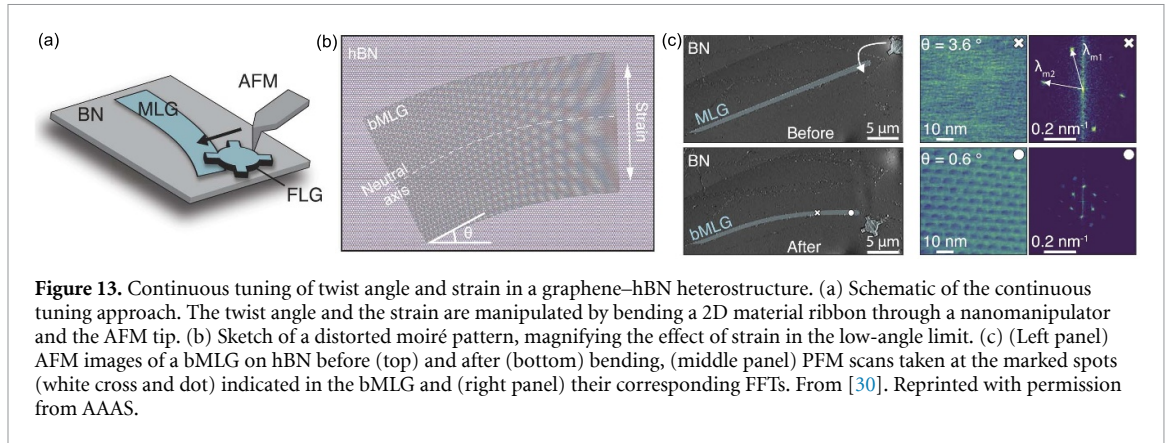 (a)
AFM
BN
MLG
FLG
(b)
hBN
bMLG
Neutral
axis
θ
Strain
(c)
BN
MLG
Before
5 μm
θ = 3.6 °
10 nm
λm1
λm2
0.2 nm⁻¹
BN
bMLG
After
5 μm
θ = 0.6 °
10 nm
0.2 nm⁻¹
Figure 13. Continuous tuning of twist angle and strain in a graphene–hBN heterostructure. (a) Schematic of the continuous
tuning approach. The twist angle and the strain are manipulated by bending a 2D material ribbon through a nanomanipulator
and the AFM tip. (b) Sketch of a distorted moiré pattern, magnifying the effect of strain in the low-angle limit. (c) (Left panel)
AFM images of a bMLG on hBN before (top) and after (bottom) bending, (middle panel) PFM scans taken at the marked spots
(white cross and dot) indicated in the bMLG and (right panel) their corresponding FFTs. From [30]. Reprinted with permission
from AAAS.